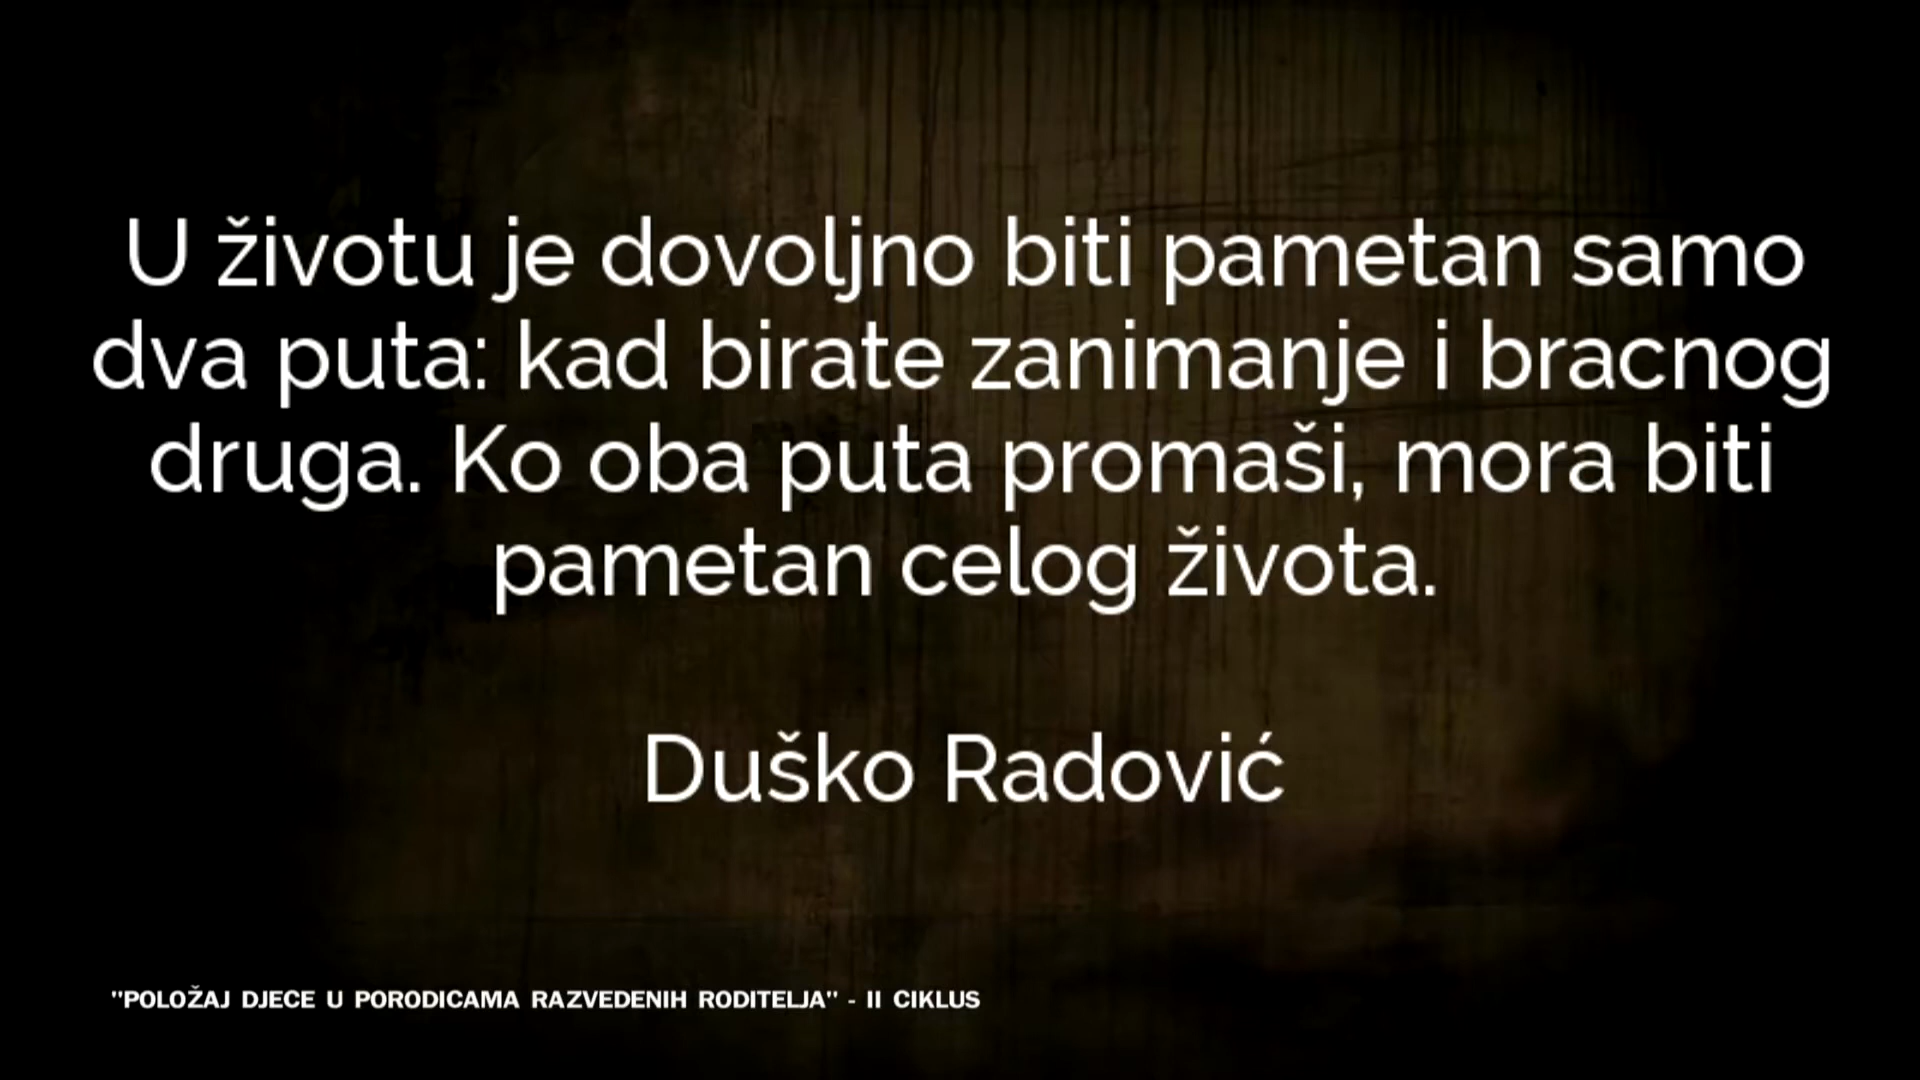 U životu je dovoljno biti pametan samo
dva puta: kad birate zanimanje i bracnog
druga. Ko oba puta promaši, mora biti
pametan celog života.
Duško Radović
"POLOŽAJ DJECE U PORODICAMA RAZVEDENIH RODITELJA" - II CIKLUS